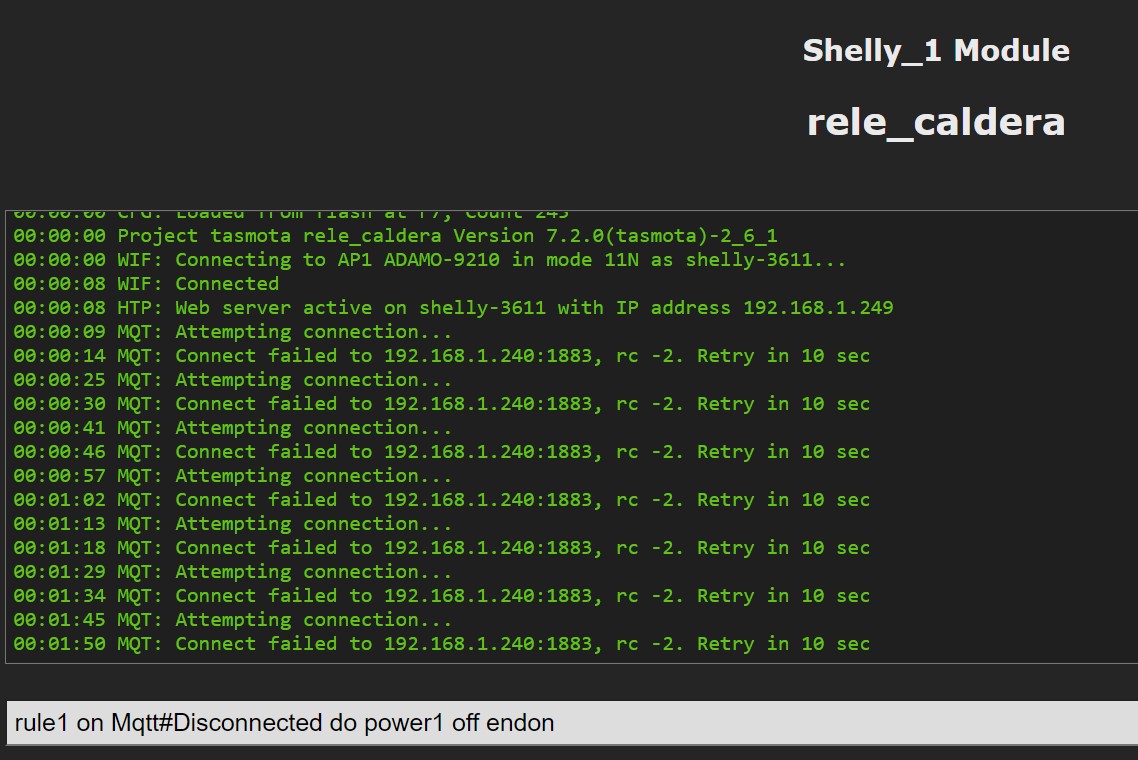 Shelly_1 Module
rele_caldera
00:00:00 CFG: Loaded from flash at F7, Count 245
00:00:00 Project tasmota rele_caldera Version 7.2.0(tasmota)-2_6_1
00:00:00 WIF: Connecting to AP1 ADAMO-9210 in mode 11N as shelly-3611...
00:00:08 WIF: Connected
00:00:08 HTP: Web server active on shelly-3611 with IP address 192.168.1.249
00:00:09 MQT: Attempting connection...
00:00:14 MQT: Connect failed to 192.168.1.240:1883, rc -2. Retry in 10 sec
00:00:25 MQT: Attempting connection...
00:00:30 MQT: Connect failed to 192.168.1.240:1883, rc -2. Retry in 10 sec
00:00:41 MQT: Attempting connection...
00:00:46 MQT: Connect failed to 192.168.1.240:1883, rc -2. Retry in 10 sec
00:00:57 MQT: Attempting connection...
00:01:02 MQT: Connect failed to 192.168.1.240:1883, rc -2. Retry in 10 sec
00:01:13 MQT: Attempting connection...
00:01:18 MQT: Connect failed to 192.168.1.240:1883, rc -2. Retry in 10 sec
00:01:29 MQT: Attempting connection...
00:01:34 MQT: Connect failed to 192.168.1.240:1883, rc -2. Retry in 10 sec
00:01:45 MQT: Attempting connection...
00:01:50 MQT: Connect failed to 192.168.1.240:1883, rc -2. Retry in 10 sec
rule1 on Mqtt#Disconnected do power1 off endon